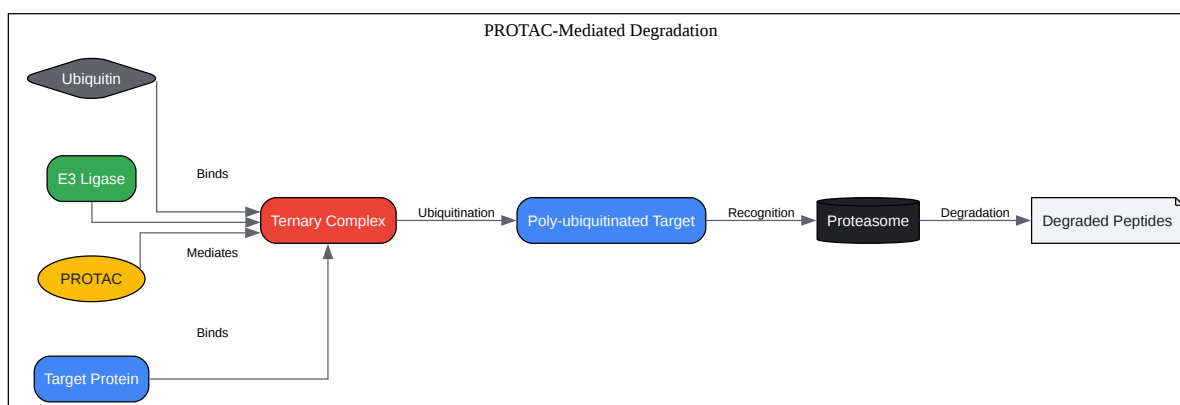 PROTAC-Mediated Degradation
Ubiquitin
Binds
E3 Ligase
Ternary Complex
Ubiquitination
Poly-ubiquitinated Target
Recognition
Proteasome
Degradation
Degraded Peptides
Mediates
PROTAC
Binds
Target Protein